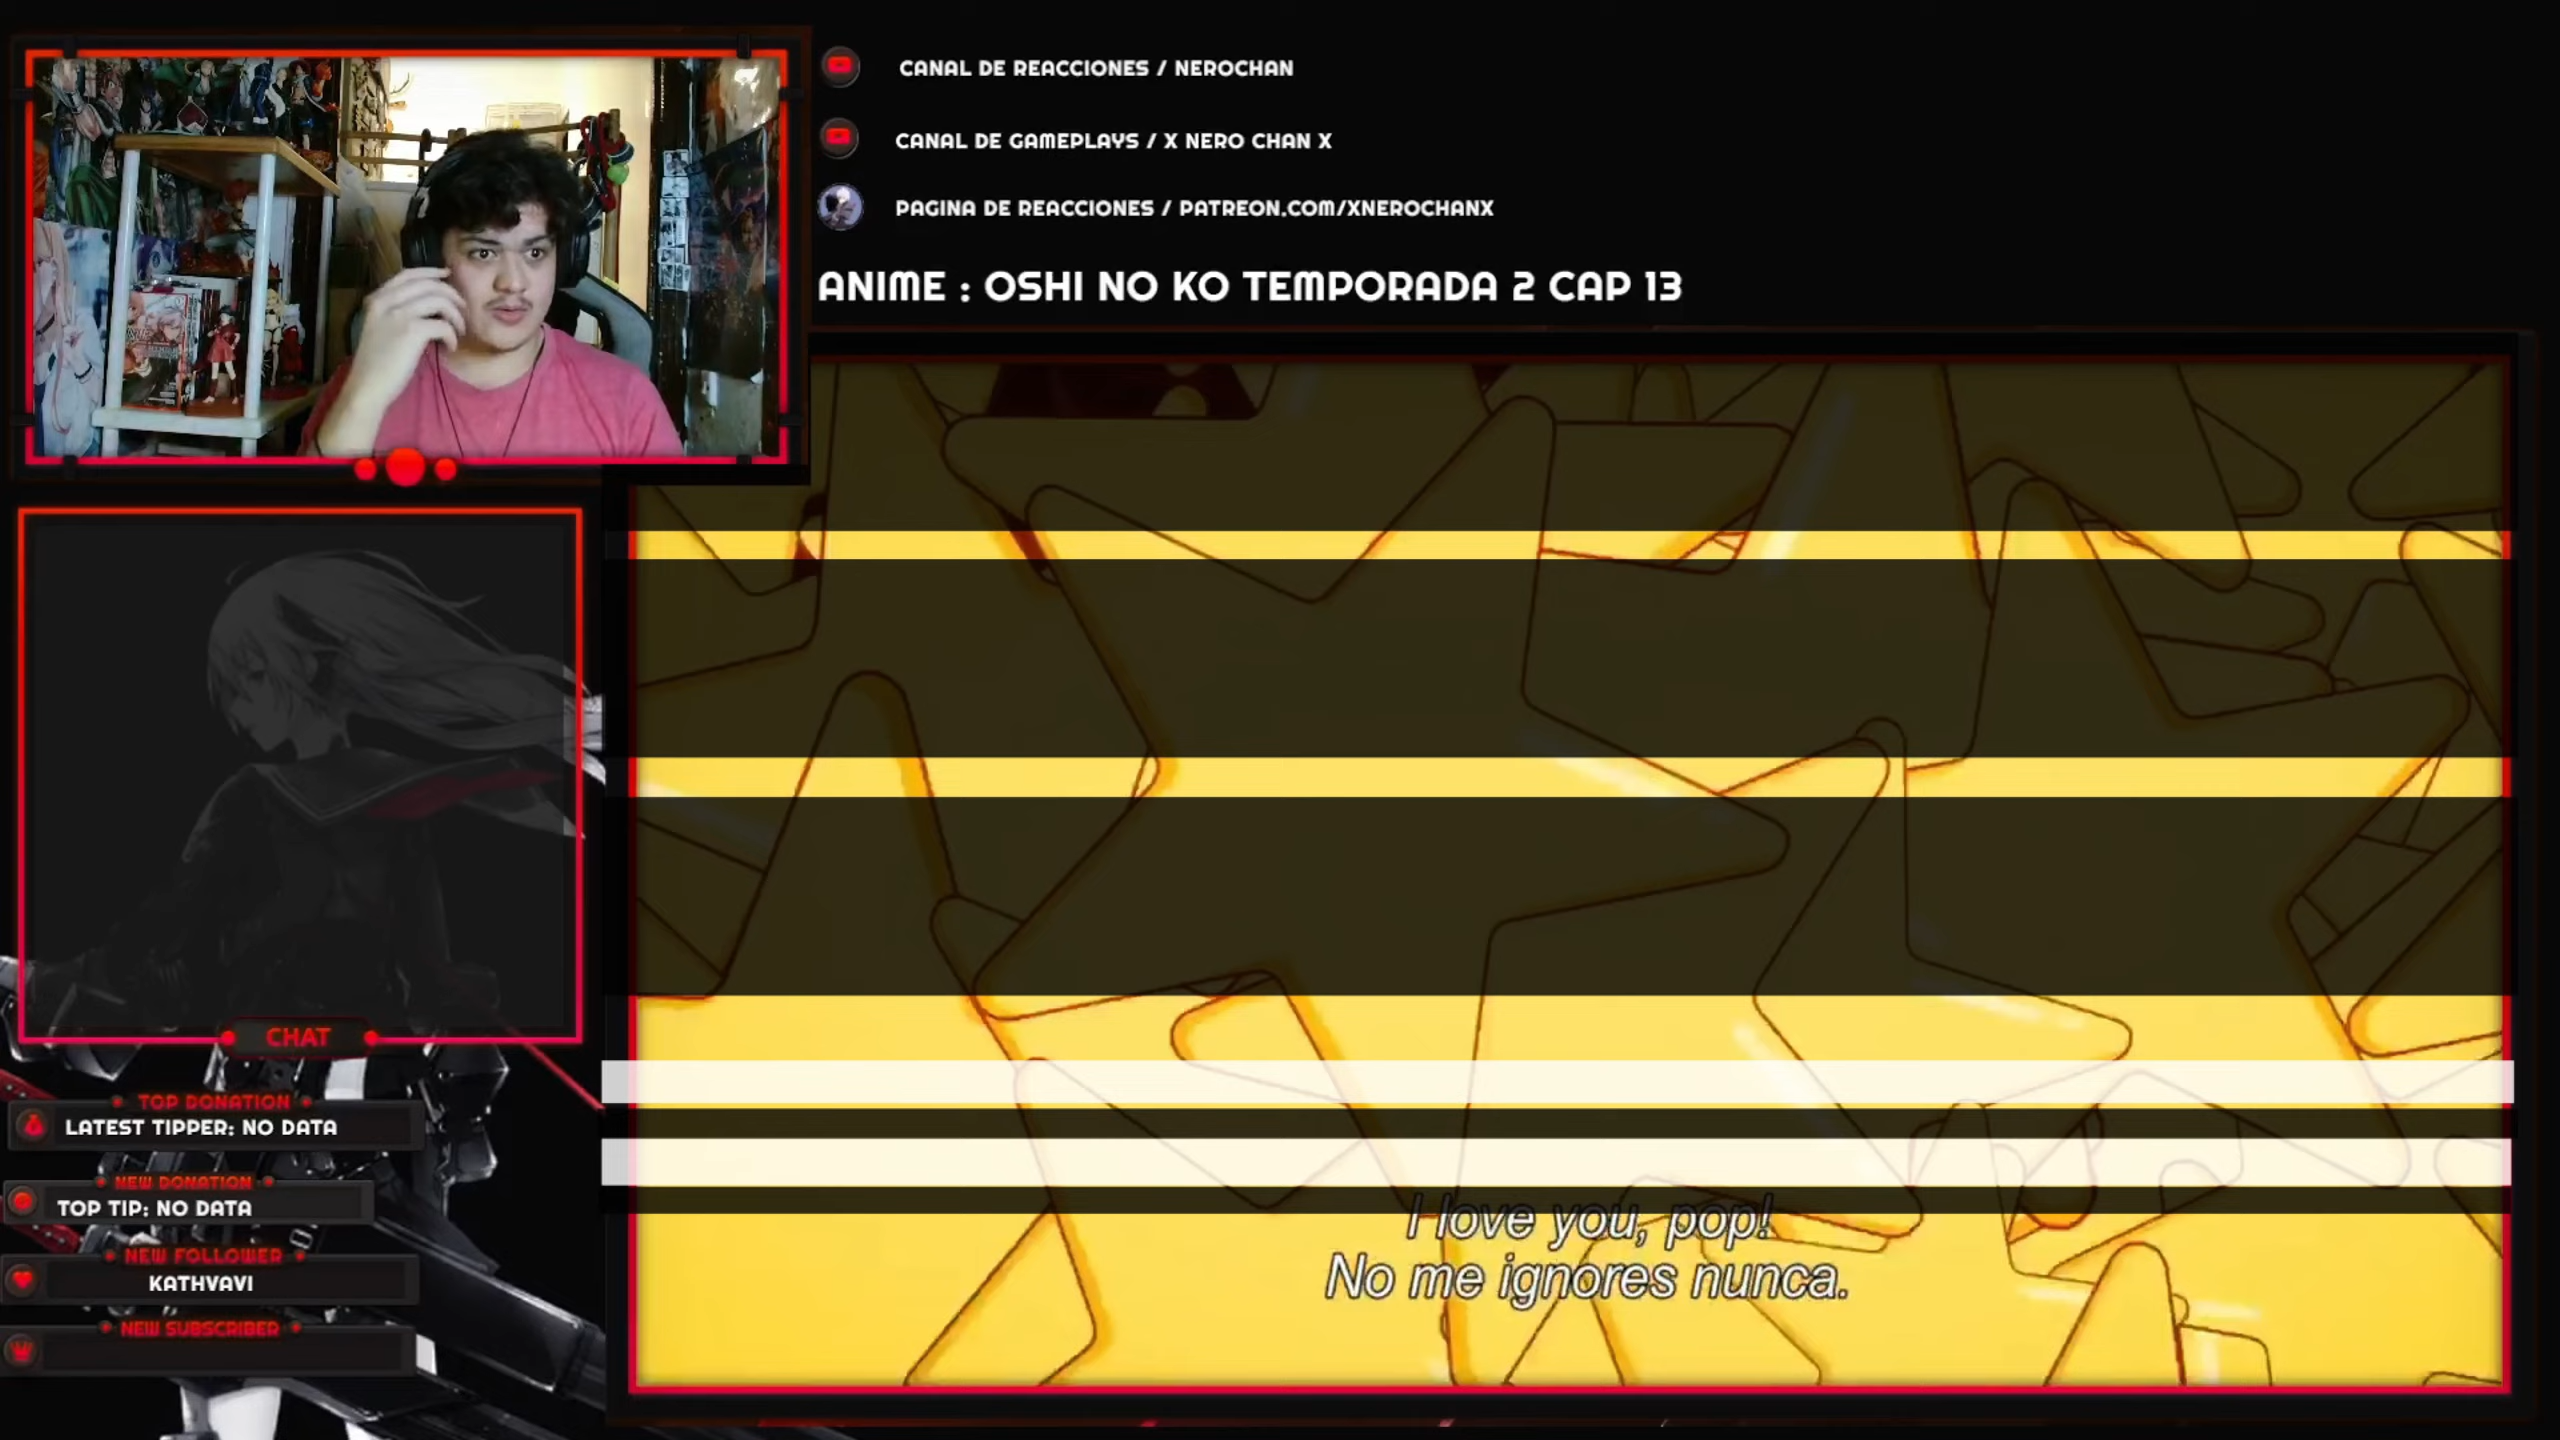 CANAL DE REACCIONES / NEROCHAN
CANAL DE GAMEPLAYS / X NERO CHAN X
PAGINA DE REACCIONES / PATREON.COM/XNEROCHANX
ANIME : OSHI NO KO TEMPORADA 2 CAP 13
CHAT
TOP DONATION
LATEST TIPPER: NO DATA
NEW DONATION
TOP TIP: NO DATA
NEW FOLLOWER
KATHVAVI
NEW SUBSCRIBER
I love you, pop!
No me ignores nunca.